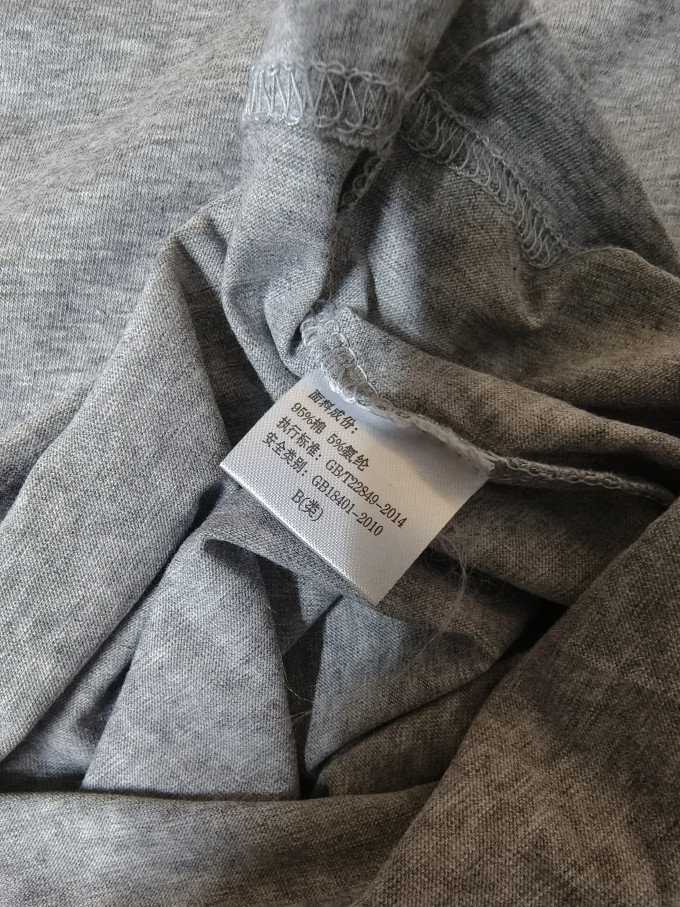 面料成份：
95%棉 5%氨纶
执行标准：GB/T22849-2014
安全类别：GB18401-2010
B(类)